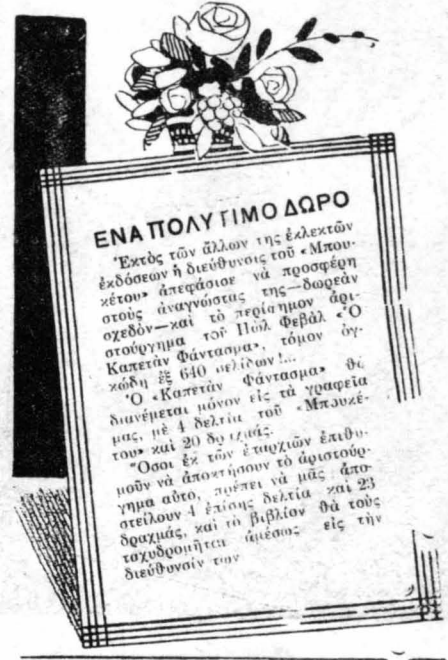 ΕΝΑ ΠΟΛΥΤΙΜΟ ΔΩΡΟ
Ἐκτὸς τῶν ἄλλων της ἐκλεκτῶν
ἐκδόσεων ἡ διεύθυνσις τοῦ «Μπου-
κέτου» ἀπεφάσισε νὰ προσφέρη
στοὺς ἀναγνώστας της—δωρεὰν
σχεδὸν—καὶ τὸ περίφημον ἀρι-
στούργημα τοῦ Πὼλ Φεβὰλ «Ὁ
Καπετὰν Φάντασμα», τόμον ὀγ-
κώδη ἐξ 640 σελίδων!...
Ὁ «Καπετὰν Φάντασμα» θὰ
διανέμεται μόνον εἰς τὰ γραφεῖα
μας, μὲ 4 δελτία τοῦ «Μπουκέ-
του» καὶ 20 δραχμάς.
Ὅσοι ἐκ τῶν ἐπαρχιῶν ἐπιθυ-
μοῦν νὰ ἀποκτήσουν τὸ ἀριστούρ-
γημα αὐτὸ, πρέπει νὰ μᾶς ἀπο-
στείλουν 4 ἐπίσης δελτία καὶ 23
δραχμάς, καὶ τὸ βιβλίον θὰ τοὺς
ταχυδρομῆται ἀμέσως εἰς τὴν
διεύθυνσίν των